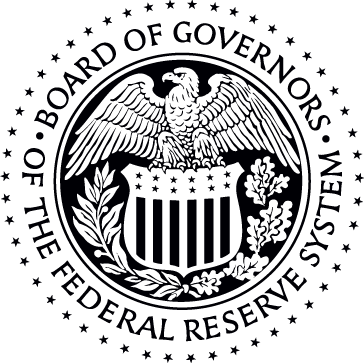 BOARD OF GOVERNORS
OF THE FEDERAL RESERVE SYSTEM